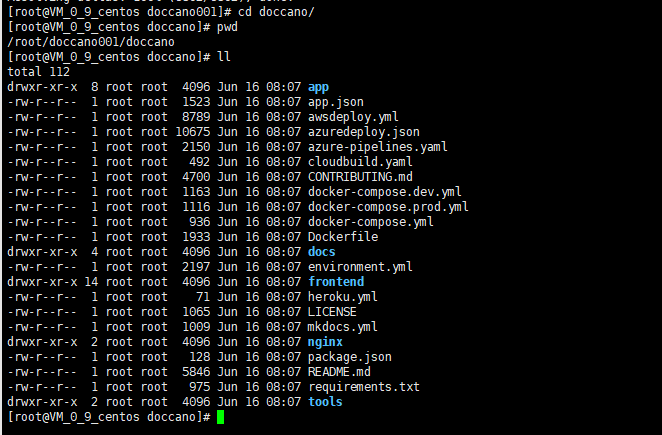 [root@VM_0_9_centos doccano001]# cd doccano/
[root@VM_0_9_centos doccano]# pwd
/root/doccano001/doccano
[root@VM_0_9_centos doccano]# ll
total 112
drwxr-xr-x  8 root root  4096 Jun 16 08:07 app
-rw-r--r--  1 root root  1523 Jun 16 08:07 app.json
-rw-r--r--  1 root root  8789 Jun 16 08:07 awsdeploy.yml
-rw-r--r--  1 root root 10675 Jun 16 08:07 azuredeploy.json
-rw-r--r--  1 root root  2150 Jun 16 08:07 azure-pipelines.yaml
-rw-r--r--  1 root root   492 Jun 16 08:07 cloudbuild.yaml
-rw-r--r--  1 root root  4700 Jun 16 08:07 CONTRIBUTING.md
-rw-r--r--  1 root root  1163 Jun 16 08:07 docker-compose.dev.yml
-rw-r--r--  1 root root  1116 Jun 16 08:07 docker-compose.prod.yml
-rw-r--r--  1 root root   936 Jun 16 08:07 docker-compose.yml
-rw-r--r--  1 root root  1933 Jun 16 08:07 Dockerfile
drwxr-xr-x  4 root root  4096 Jun 16 08:07 docs
-rw-r--r--  1 root root  2197 Jun 16 08:07 environment.yml
drwxr-xr-x 14 root root  4096 Jun 16 08:07 frontend
-rw-r--r--  1 root root    71 Jun 16 08:07 heroku.yml
-rw-r--r--  1 root root  1065 Jun 16 08:07 LICENSE
-rw-r--r--  1 root root  1009 Jun 16 08:07 mkdocs.yml
drwxr-xr-x  2 root root  4096 Jun 16 08:07 nginx
-rw-r--r--  1 root root   128 Jun 16 08:07 package.json
-rw-r--r--  1 root root  5846 Jun 16 08:07 README.md
-rw-r--r--  1 root root   975 Jun 16 08:07 requirements.txt
drwxr-xr-x  2 root root  4096 Jun 16 08:07 tools
[root@VM_0_9_centos doccano]#